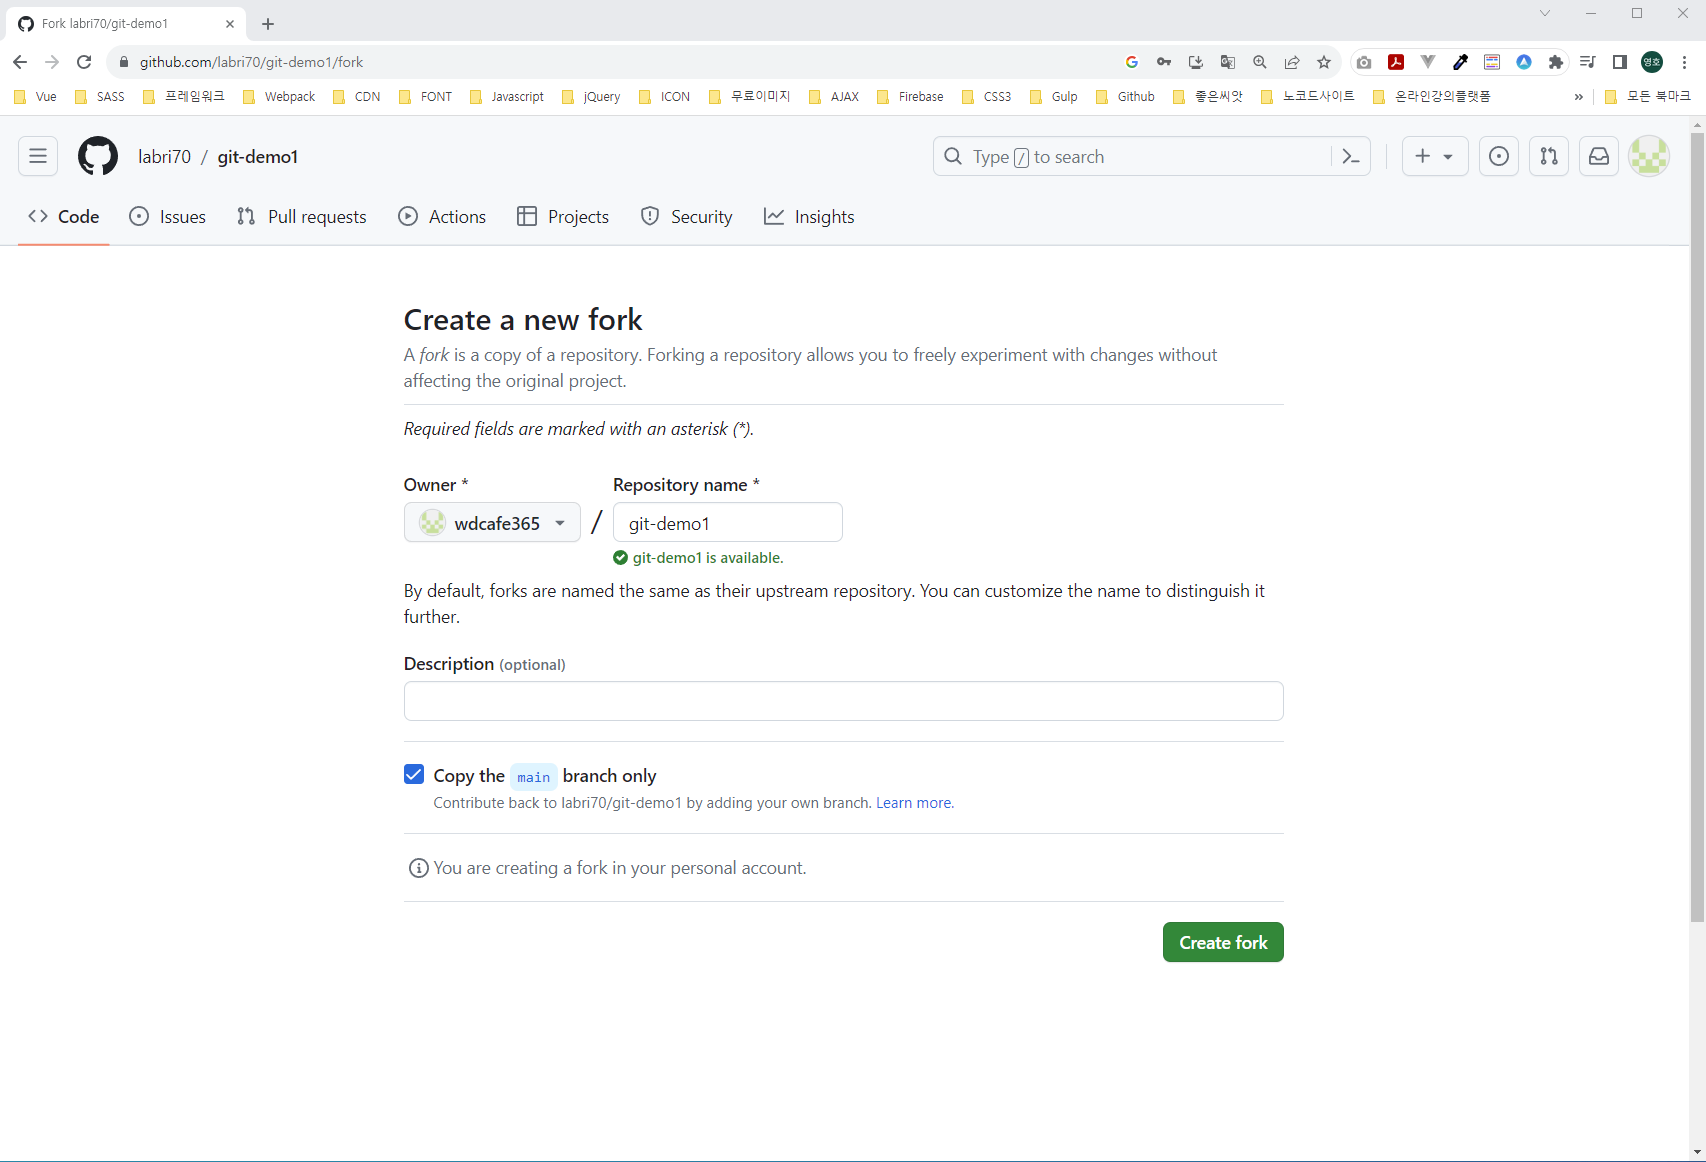 Fork labri70/git-demo1
github.com/labri70/git-demo1/fork
영호
Vue SASS 프레임워크 Webpack CDN FONT Javascript jQuery ICON 무료이미지 AJAX Firebase CSS3 Gulp Github 좋은씨앗 노코드사이트 온라인강의플랫폼 » 모든 북마크
labri70 / git-demo1
Type / to search
Code Issues Pull requests Actions Projects Security Insights
Create a new fork
A fork is a copy of a repository. Forking a repository allows you to freely experiment with changes without
affecting the original project.
Required fields are marked with an asterisk (*).
Owner * Repository name *
wdcafe365 / git-demo1
git-demo1 is available.
By default, forks are named the same as their upstream repository. You can customize the name to distinguish it
further.
Description (optional)
Copy the main branch only
Contribute back to labri70/git-demo1 by adding your own branch. Learn more.
You are creating a fork in your personal account.
Create fork